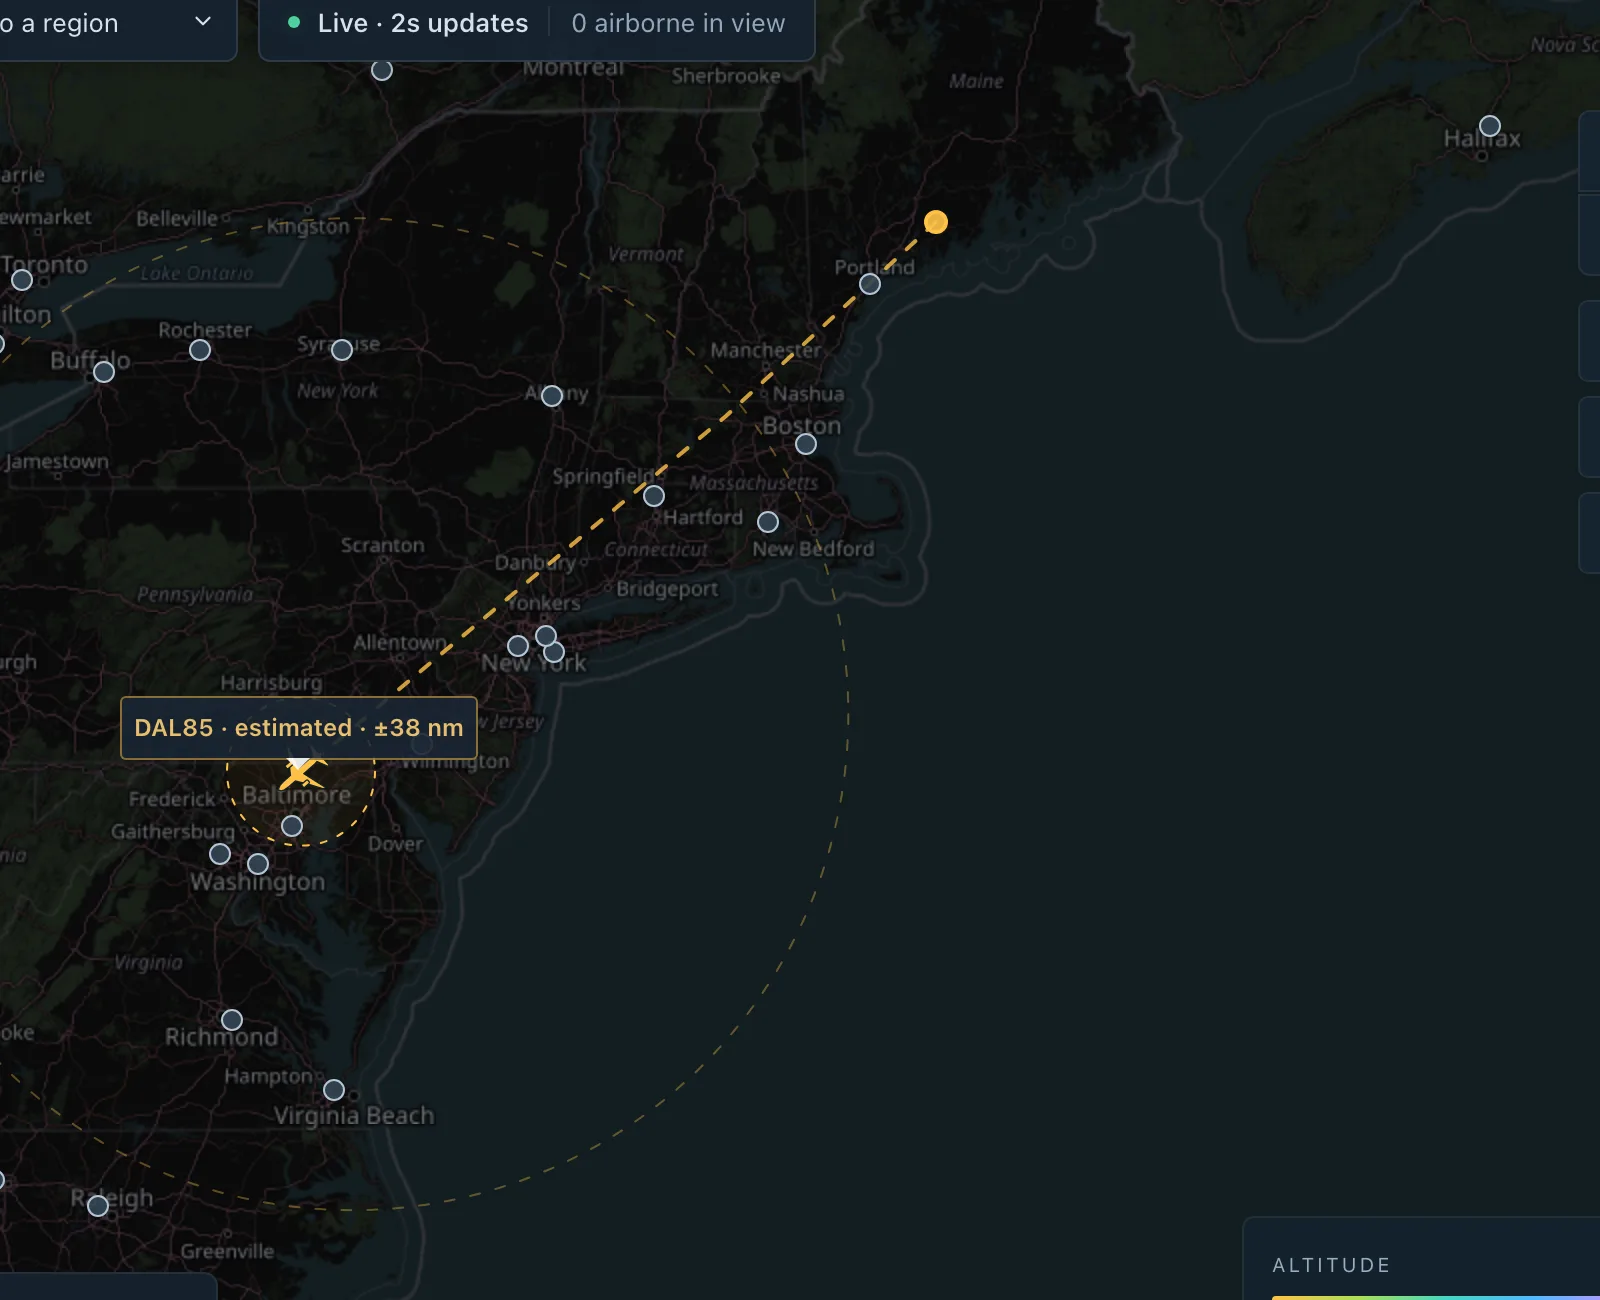 o a region
Live · 2s updates
0 airborne in view
Montreal
Sherbrooke
Maine
Nova Sc
Halifax
arrie
ewmarket
Belleville
Kingston
Toronto
Lake Ontario
Vermont
Portland
ilton
Rochester
Syracuse
Manchester
Buffalo
New York
Albany
Nashua
Boston
Jamestown
Springfield
Massachusetts
Hartford
Scranton
Connecticut
New Bedford
Danbury
Pennsylvania
Bridgeport
Yonkers
Allentown
urgh
New York
Harrisburg
w Jersey
DAL85 · estimated · ±38 nm
Wilmington
Frederick
Baltimore
Gaithersburg
Dover
nia
Washington
Virginia
oke
Richmond
Hampton
Virginia Beach
Raleigh
Greenville
ALTITUDE